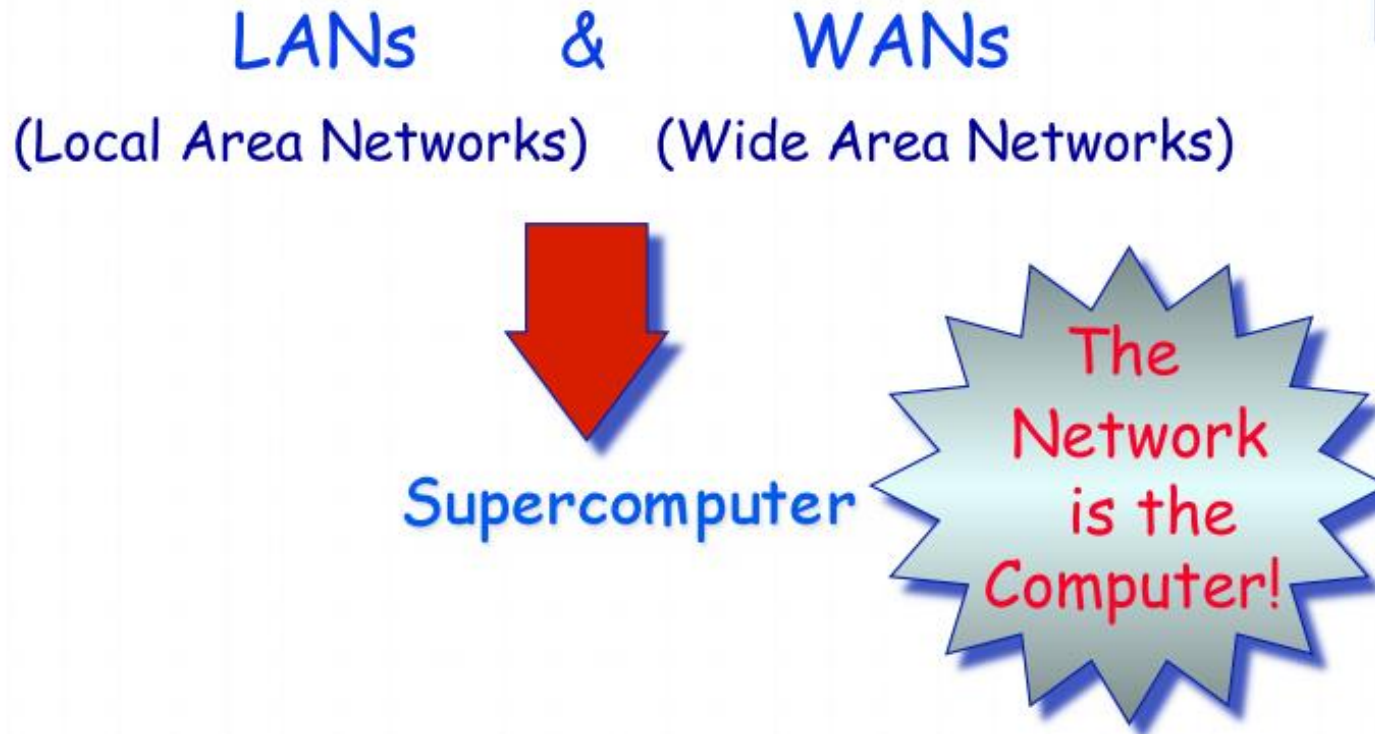 LANs & WANs
(Local Area Networks) (Wide Area Networks)
Supercomputer
The
Network
is the
Computer!